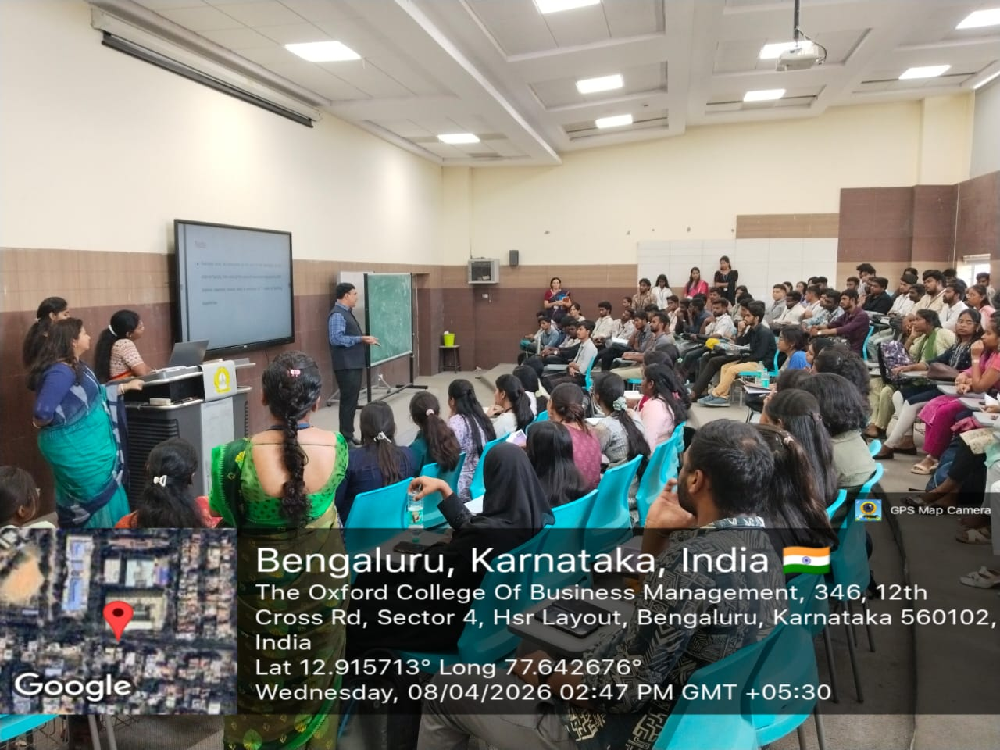 Note
GPS Map Camera
Bengaluru, Karnataka, India
The Oxford College Of Business Management, 346, 12th
Cross Rd, Sector 4, Hsr Layout, Bengaluru, Karnataka 560102,
India
Lat 12.915713° Long 77.642676°
Wednesday, 08/04/2026 02:47 PM GMT +05:30
Google